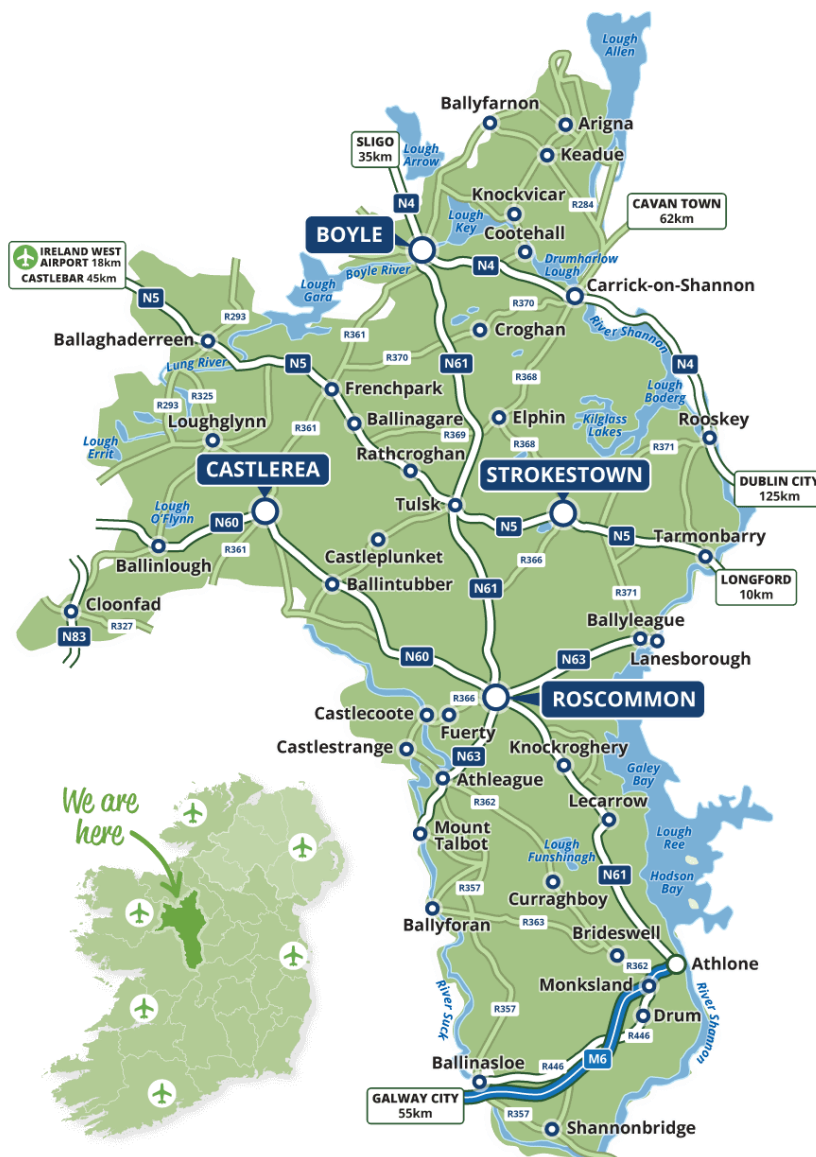 Lough
Allen
Ballyfarnon
Arigna
SLIGO
35km
Lough
Arrow
Keadue
N4
Knockvicar
R284
CAVAN TOWN
62km
Lough
Key
BOYLE
Cootehall
IRELAND WEST
AIRPORT 18km
CASTLEBAR 45km
Boyle River
N4
Drumharlow
Lough
Carrick-on-Shannon
N5
Lough
Gara
R370
R293
R361
Croghan
River Shannon
Ballaghaderreen
Lung River
N5
R370
N61
N4
R368
Lough
Boderg
Frenchpark
R325
R293
Ballinagare
Elphin
Kilglass
Lakes
Rooskey
Loughglynn
R361
R369
R368
R371
Lough
Errit
Rathcroghan
CASTLEREA
STROKESTOWN
DUBLIN CITY
125km
Lough
O'Flynn
N60
Tulsk
N5
N5
Tarmonbarry
Ballinlough
R361
Castleplunket
R366
LONGFORD
10km
Ballintubber
N61
R371
Cloonfad
R327
Ballyleague
N83
N60
N63
Lanesborough
R366
ROSCOMMON
Castlecoote
Fuerty
Castlestrange
N63
Knockroghery
Athleague
Galey
Bay
R362
Lecarrow
We are
here
Mount
Talbot
Lough
Ree
Lough
Funshinagh
N61
Hodson
Bay
R357
Curraghboy
Ballyforan
R363
Brideswell
R362
Athlone
Monksland
River Suck
River Shannon
R357
Drum
R446
Ballinasloe
R446
M6
GALWAY CITY
55km
R357
Shannonbridge